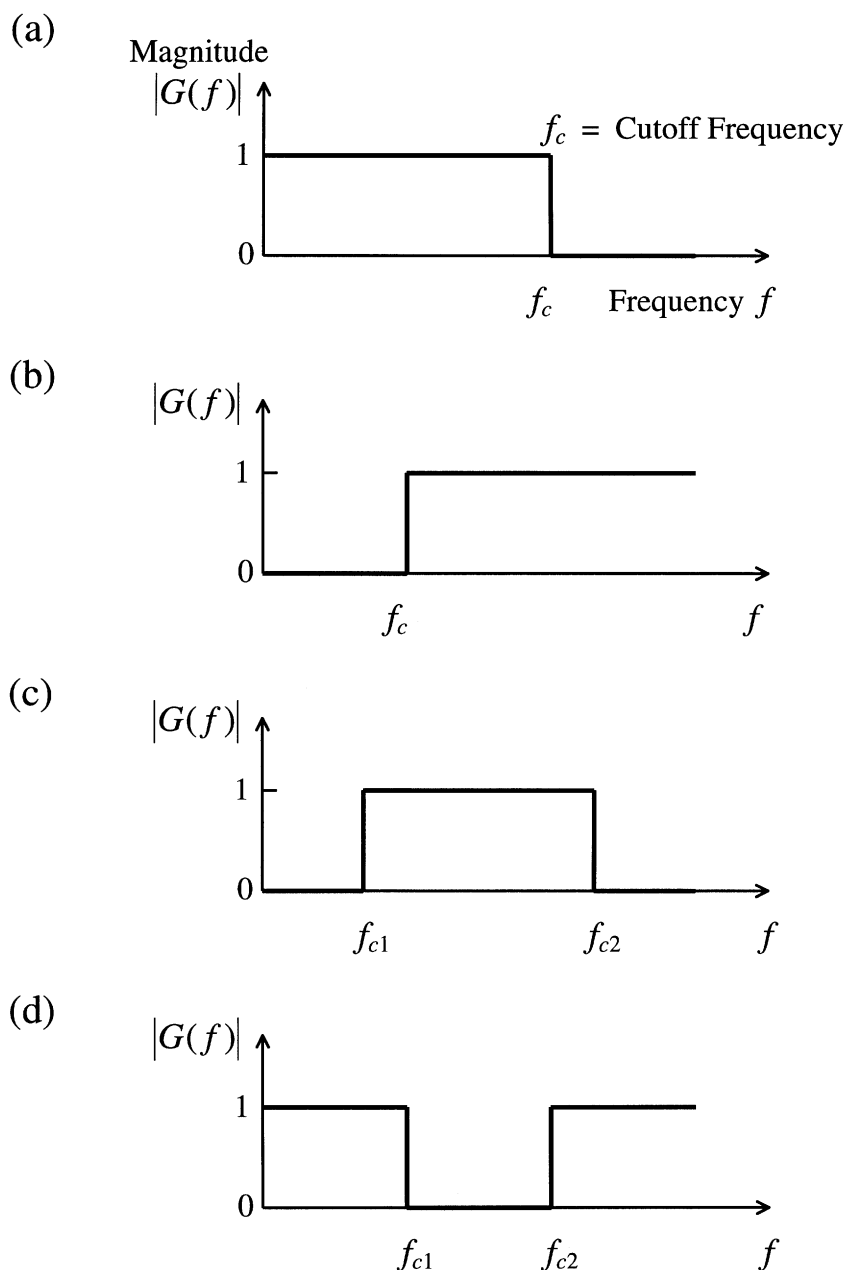 (a)
Magnitude
|G(f)|
f_c = Cutoff Frequency
1
0
f_c
Frequency f
(b)
|G(f)|
1
0
f_c
f
(c)
|G(f)|
1
0
f_c1
f_c2
f
(d)
|G(f)|
1
0
f_c1
f_c2
f